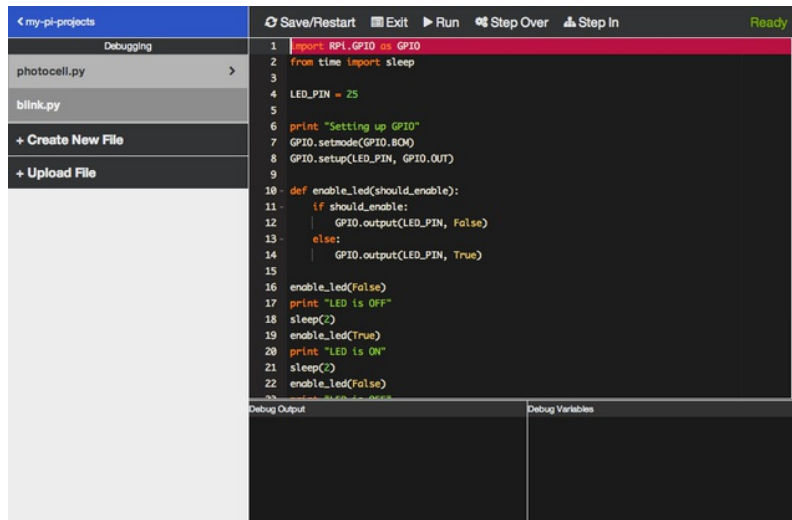 my-pi-projects
Save/Restart Exit Run Step Over Step In Ready
Debugging
photocell.py
blink.py
+ Create New File
+ Upload File
1 import RPi.GPIO as GPIO
2 from time import sleep
3
4 LED_PIN = 25
5
6 print "Setting up GPIO"
7 GPIO.setmode(GPIO.BCM)
8 GPIO.setup(LED_PIN, GPIO.OUT)
9
10 def enable_led(should_enable):
11 if should_enable:
12 GPIO.output(LED_PIN, False)
13 else:
14 GPIO.output(LED_PIN, True)
15
16 enable_led(False)
17 print "LED is OFF"
18 sleep(2)
19 enable_led(True)
20 print "LED is ON"
21 sleep(2)
22 enable_led(False)
23 print "LED is OFF"
Debug Output
Debug Variables